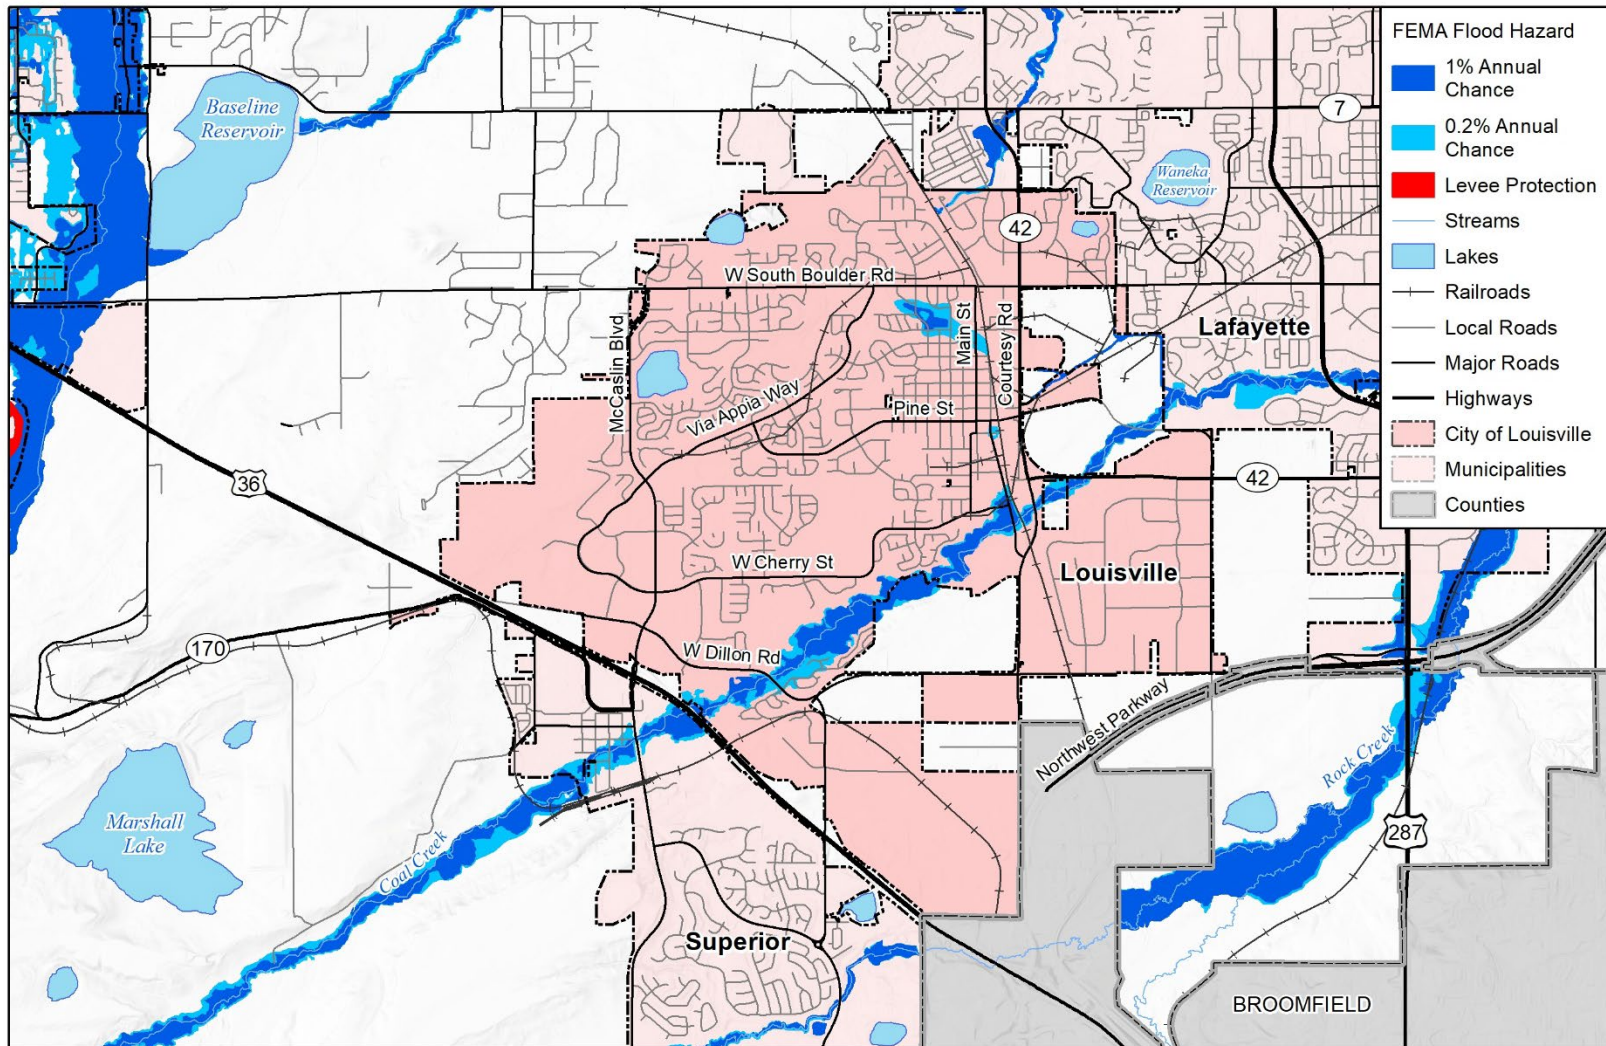 FEMA Flood Hazard
1% Annual
Chance
0.2% Annual
Chance
Levee Protection
Streams
Lakes
Railroads
Local Roads
Major Roads
Highways
City of Louisville
Municipalities
Counties
Baseline
Reservoir
7
Waneka
Reservoir
42
W South Boulder Rd
McCaslin Blvd
Main St
Courtesy Rd
Lafayette
Via Appia Way
Pine St
36
42
W Cherry St
Louisville
170
W Dillon Rd
Northwest Parkway
Rock Creek
Marshall
Lake
Coal Creek
287
Superior
BROOMFIELD